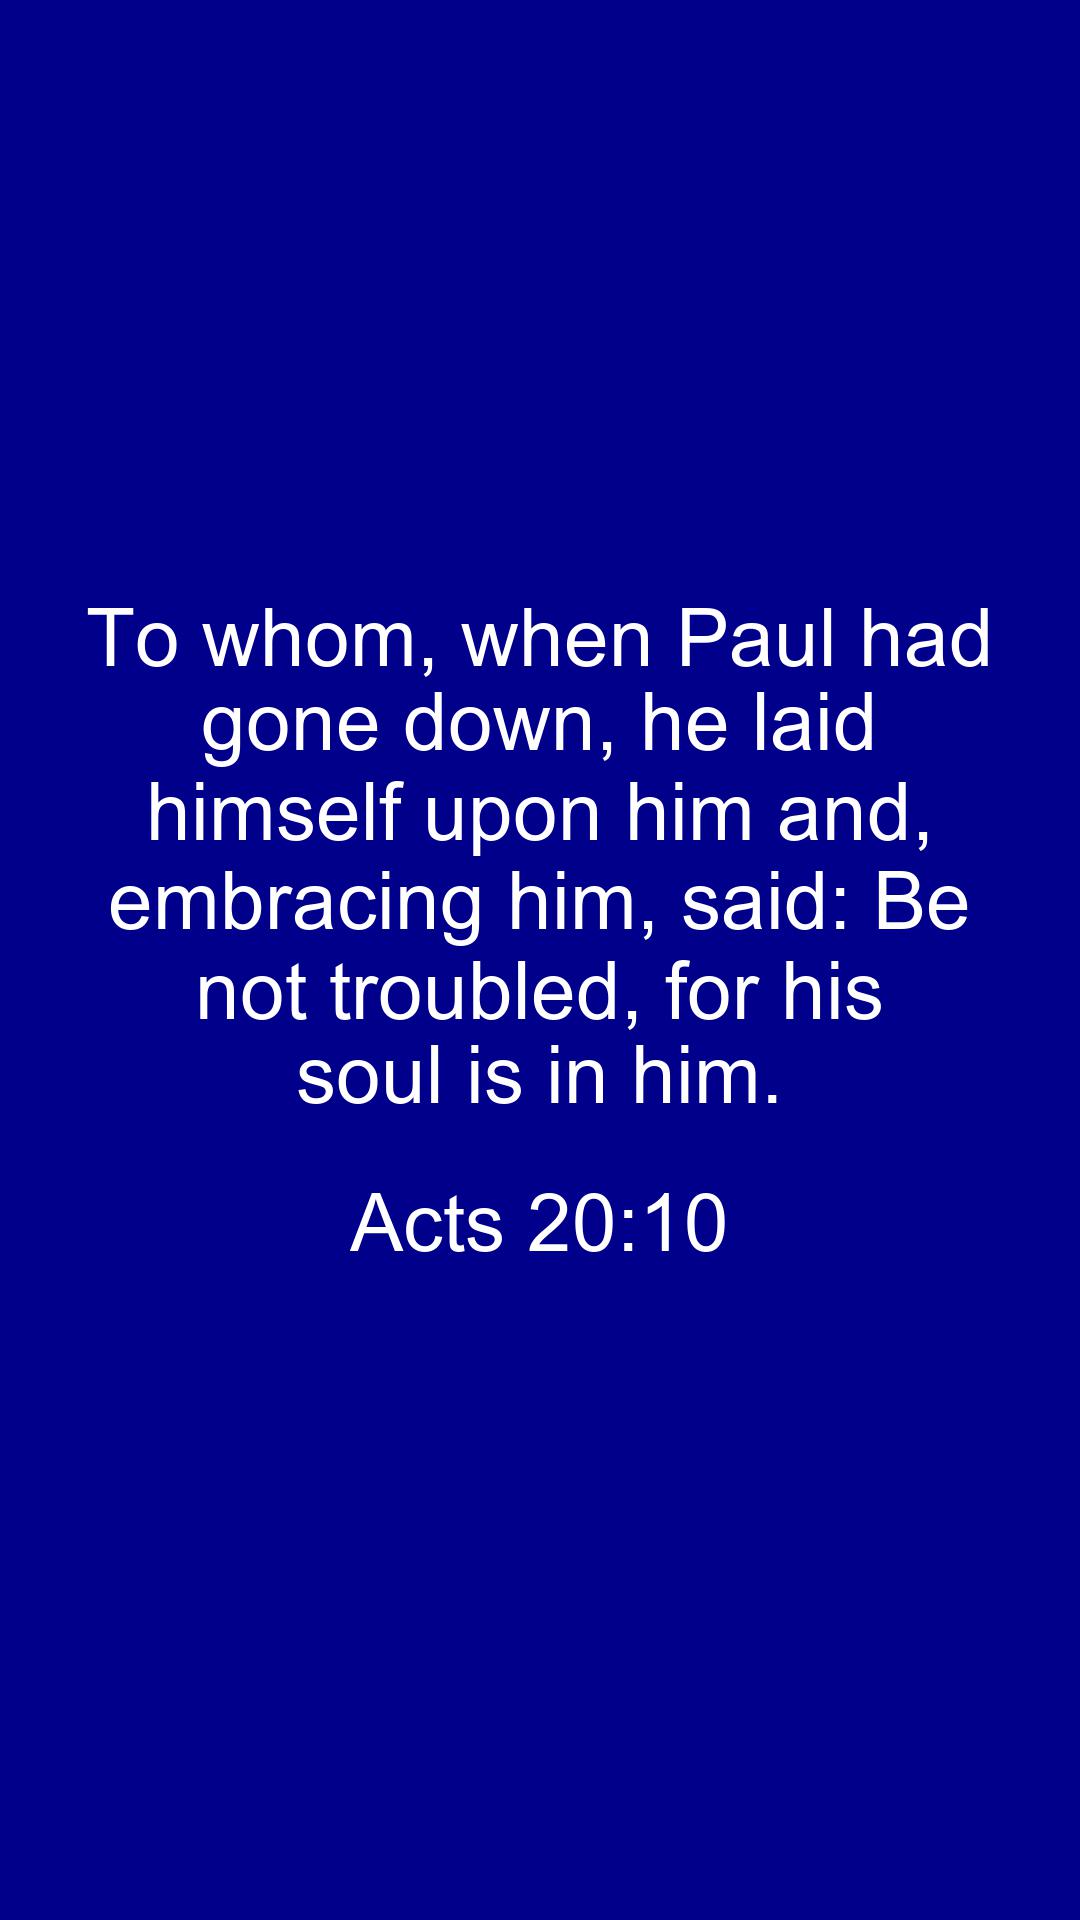 To whom, when Paul had
gone down, he laid
himself upon him and,
embracing him, said: Be
not troubled, for his
soul is in him.
Acts 20:10